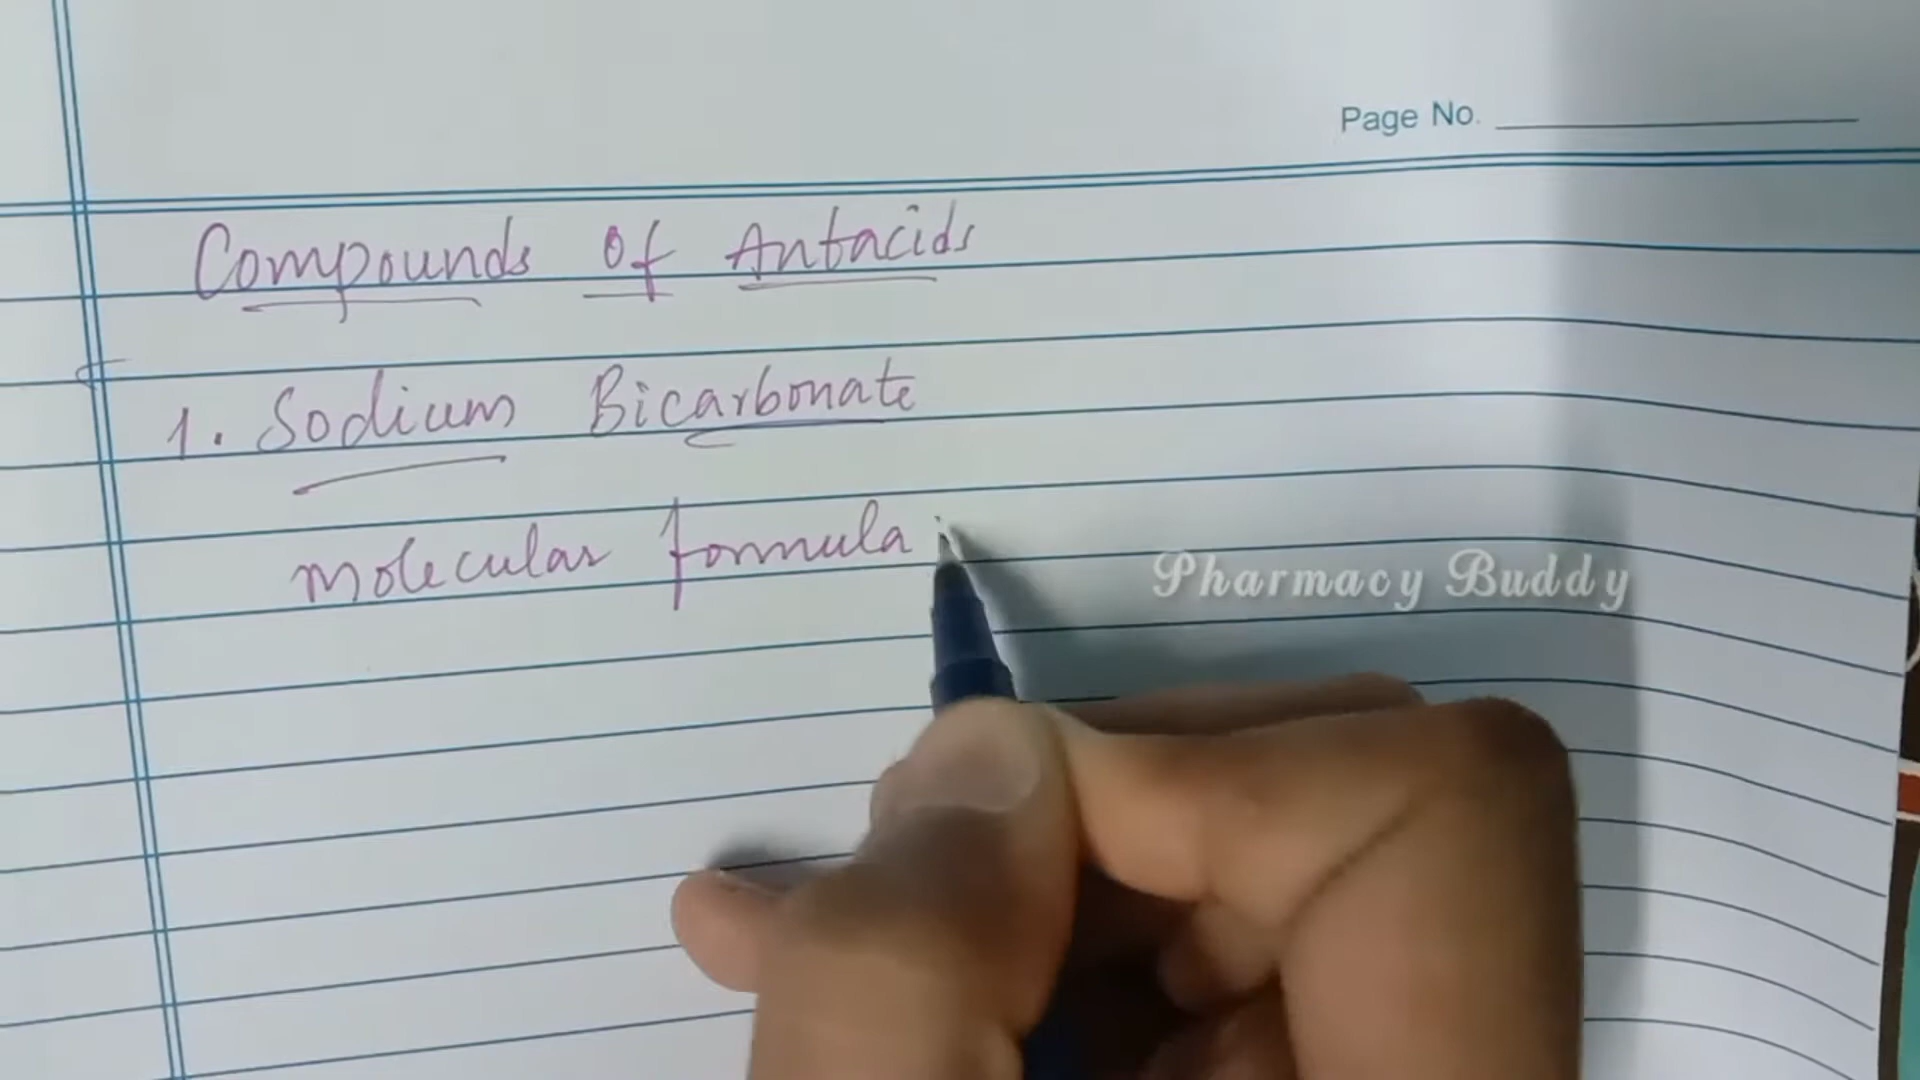 Page No.
Compounds Of Antacids
1. Sodium Bicarbonate
molecular formula :
Pharmacy Buddy